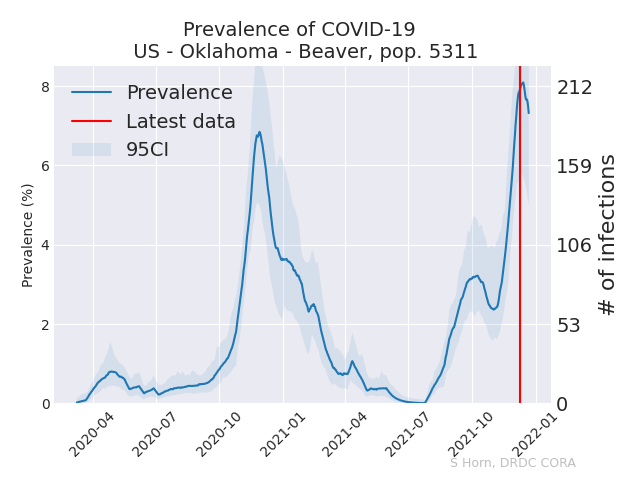 Prevalence of COVID-19
US - Oklahoma - Beaver, pop. 5311
Prevalence
Latest data
95CI
Prevalence (%)
8
6
4
2
0
212
159
106
53
0
# of infections
2020-04
2020-07
2020-10
2021-01
2021-04
2021-07
2021-10
2022-01
S Horn, DRDC CORA